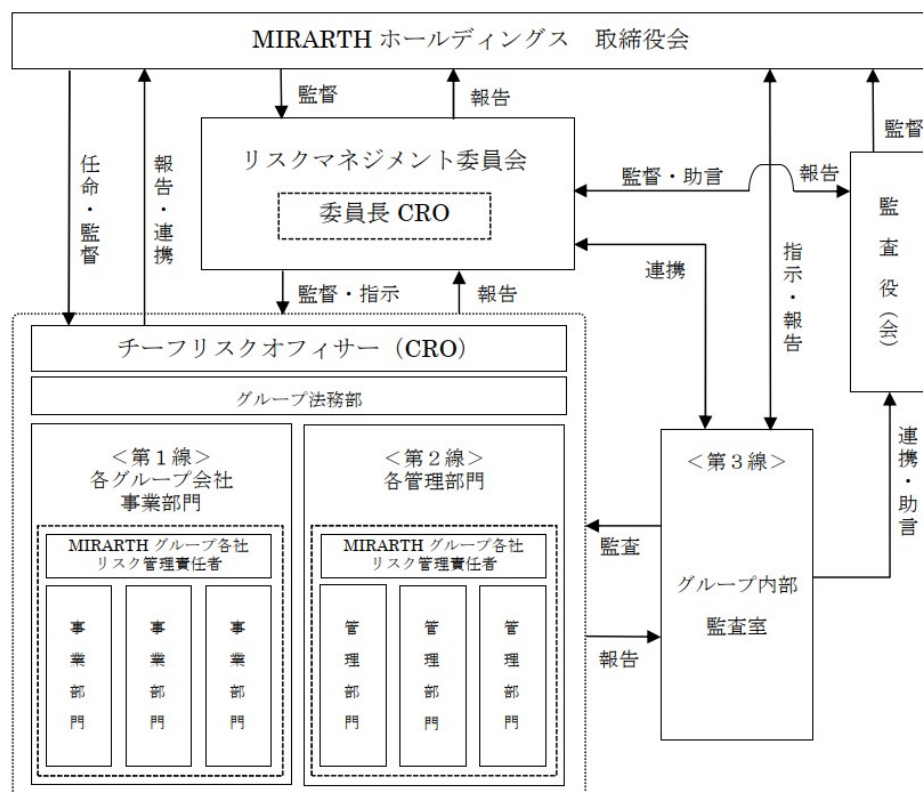 MIRARTH ホールディングス　取締役会
監督
報告
監督
任命・監督
報告・連携
リスクマネジメント委員会
委員長 CRO
監督・助言
報告
監査役（会）
連携
指示・報告
監督・指示
報告
チーフリスクオフィサー（CRO）
グループ法務部
＜第１線＞
各グループ会社
事業部門
MIRARTH グループ各社
リスク管理責任者
事業部門
事業部門
事業部門
＜第２線＞
各管理部門
MIRARTH グループ各社
リスク管理責任者
管理部門
管理部門
管理部門
監査
報告
＜第３線＞
グループ内部
監査室
連携・助言